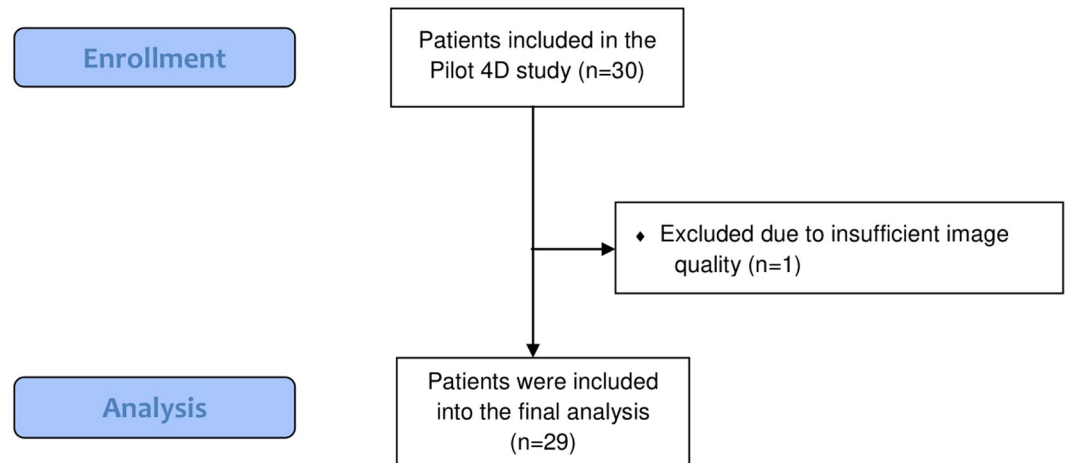 Enrollment
Patients included in the
Pilot 4D study (n=30)
♦ Excluded due to insufficient image
quality (n=1)
Analysis
Patients were included
into the final analysis
(n=29)